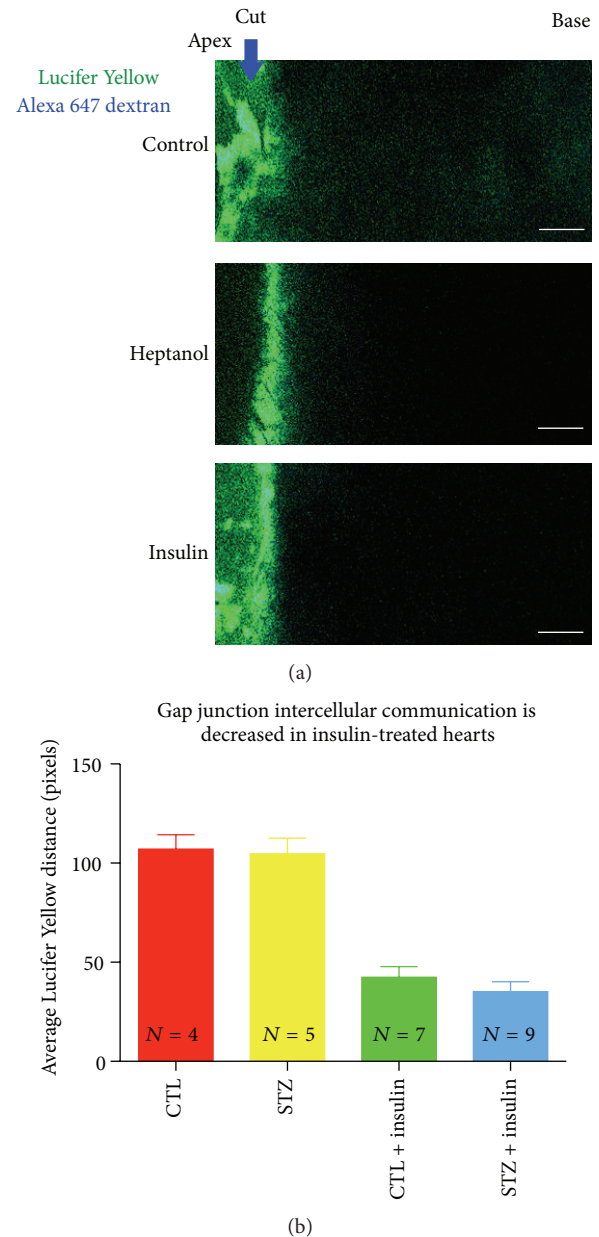 Cut
Apex
Base
Lucifer Yellow
Alexa 647 dextran
Control
Heptanol
Insulin
(a)
Gap junction intercellular communication is
decreased in insulin-treated hearts
Average Lucifer Yellow distance (pixels)
150
100
50
0
N = 4
N = 5
N = 7
N = 9
CTL
STZ
CTL + insulin
STZ + insulin
(b)